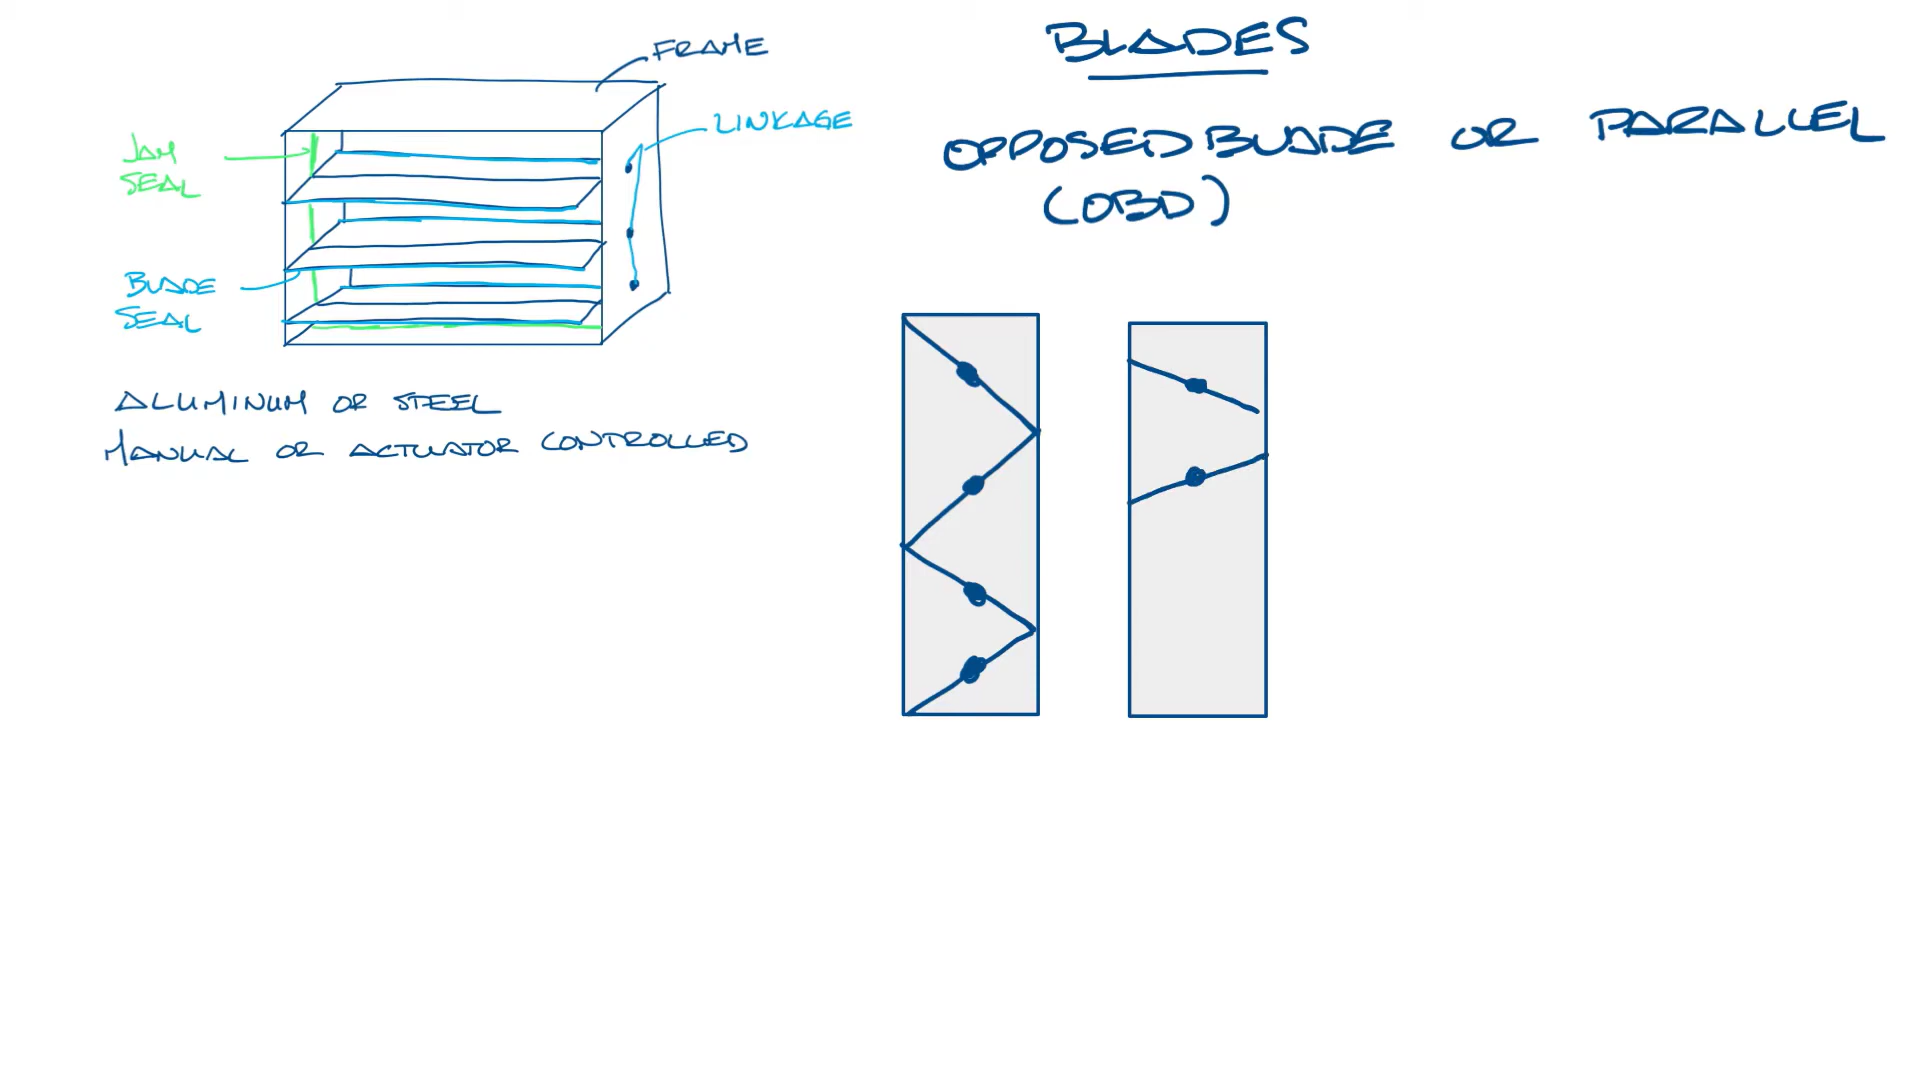 FRAME
LINKAGE
JAM
SEAL
BLADE
SEAL
ALUMINUM OR STEEL
MANUAL OR ACTUATOR CONTROLLED
BLADES
OPPOSED BLADE OR PARALLEL
(OBD)